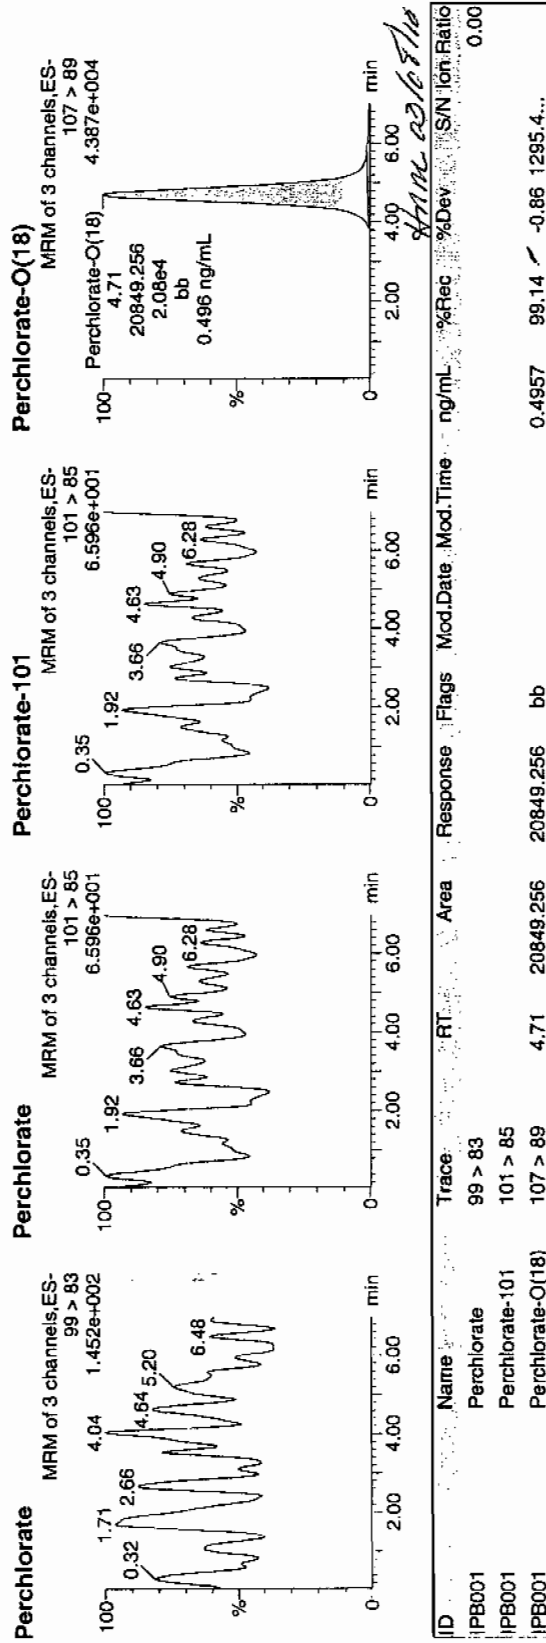 Perchlorate
MRM of 3 channels,ES-
99 > 83
1.452e+002
100
%
0
0.32
1.71
2.66
4.04
4.64
5.20
6.48
2.00
4.00
6.00
min
Perchlorate
MRM of 3 channels,ES-
101 > 85
6.596e+001
100
%
0
0.35
1.92
3.66
4.63
4.90
6.28
2.00
4.00
6.00
min
Perchlorate-101
MRM of 3 channels,ES-
101 > 85
6.596e+001
100
%
0
0.35
1.92
3.66
4.63
4.90
6.28
2.00
4.00
6.00
min
Perchlorate-O(18)
MRM of 3 channels,ES-
107 > 89
4.387e+004
100
%
0
Perchlorate-O(18)
4.71
20849.256
2.08e4
bb
0.496 ng/mL
2.00
4.00
6.00
min
ID Name Trace RT Area Response Flags Mod.Date Mod.Time ng/mL %Rec %Dev S/N Ion Ratio
IPB001 Perchlorate 99 > 83 0.00
IPB001 Perchlorate-101 101 > 85
IPB001 Perchlorate-O(18) 107 > 89 4.71 20849.256 20849.256 bb 0.4957 99.14 -0.86 1295.4...